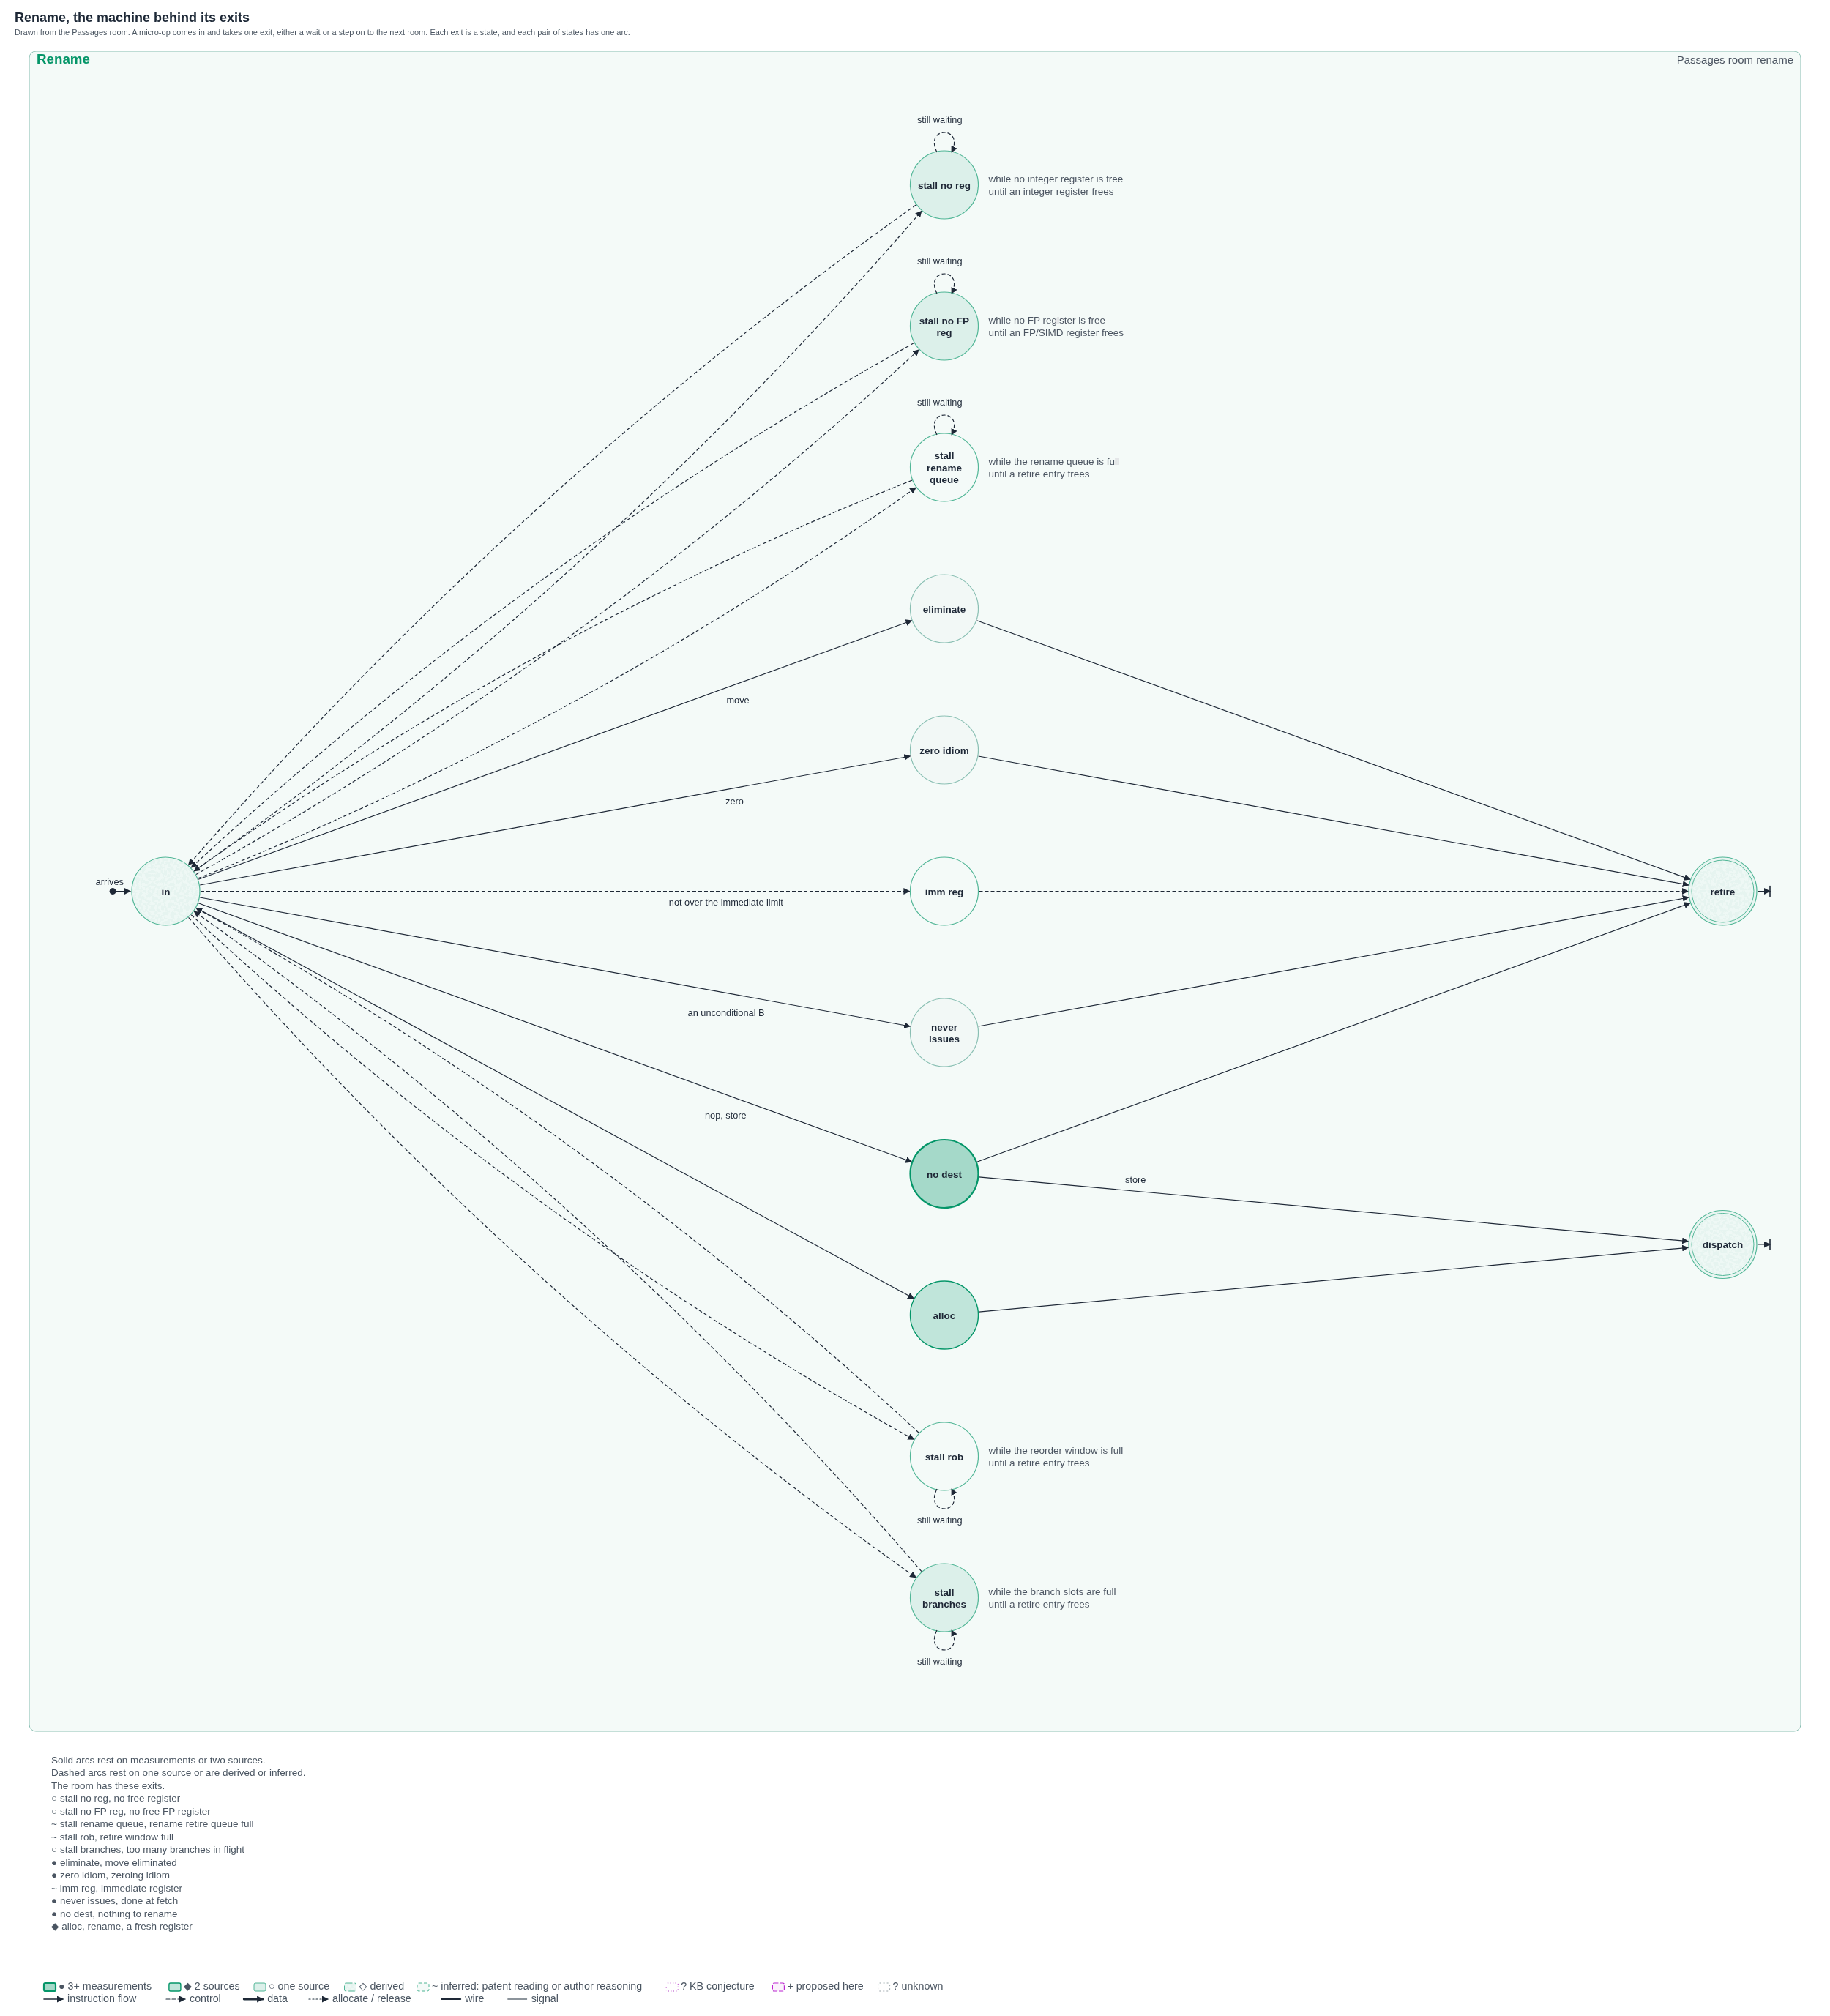 Rename, the machine behind its exits
Drawn from the Passages room. A micro-op comes in and takes one exit, either a wait or a step on to the next room. Each exit is a state, and each pair of states has one arc.
Rename
Passages room rename
still waiting
stall no reg
while no integer register is free
until an integer register frees
still waiting
stall no FP
reg
while no FP register is free
until an FP/SIMD register frees
still waiting
stall
rename
queue
while the rename queue is full
until a retire entry frees
eliminate
move
zero idiom
zero
arrives
in
imm reg
retire
not over the immediate limit
never
issues
an unconditional B
nop, store
no dest
store
dispatch
alloc
stall rob
while the reorder window is full
until a retire entry frees
still waiting
stall
branches
while the branch slots are full
until a retire entry frees
still waiting
Solid arcs rest on measurements or two sources.
Dashed arcs rest on one source or are derived or inferred.
The room has these exits.
○ stall no reg, no free register
○ stall no FP reg, no free FP register
~ stall rename queue, rename retire queue full
~ stall rob, retire window full
○ stall branches, too many branches in flight
● eliminate, move eliminated
● zero idiom, zeroing idiom
~ imm reg, immediate register
● never issues, done at fetch
● no dest, nothing to rename
◆ alloc, rename, a fresh register
● 3+ measurements ◆ 2 sources ○ one source ◇ derived ~ inferred: patent reading or author reasoning ? KB conjecture + proposed here ? unknown
instruction flow control data allocate / release wire signal